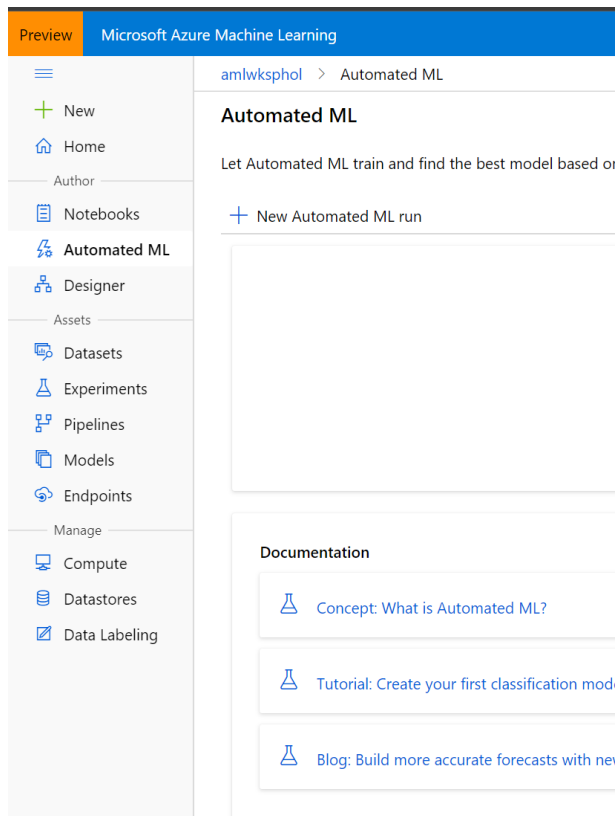 Preview
Microsoft Azure Machine Learning
amlwksphol > Automated ML
New
Home
Author
Notebooks
Automated ML
Designer
Assets
Datasets
Experiments
Pipelines
Models
Endpoints
Manage
Compute
Datastores
Data Labeling
Automated ML
Let Automated ML train and find the best model based
New Automated ML run
Documentation
Concept: What is Automated ML?
Tutorial: Create your first classification
Blog: Build more accurate forecasts with